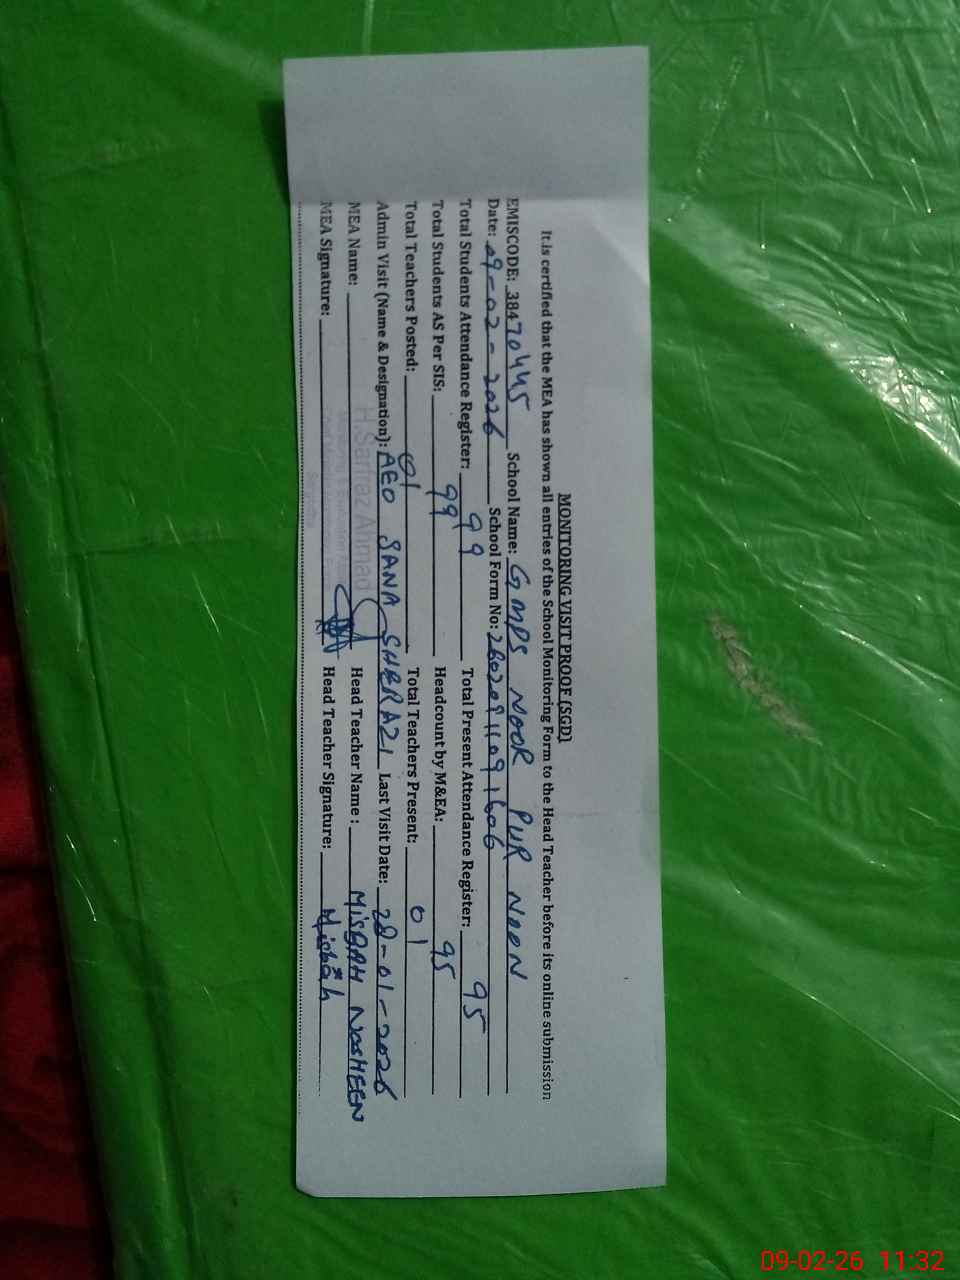 MONITORING VISIT PROOF (SGD)
It is certified that the MEA has shown all entries of the School Monitoring Form to the Head Teacher before its online submission
EMISCODE: 38470445 School Name: GMPS NOOR PUR NOON
Date: 09-02-2026 School Form No: 26020911091606
Total Students Attendance Register: 99 Total Present Attendance Register: 95
Total Students AS Per SIS: 99 Headcount by M&EA: 95
Total Teachers Posted: 01 Total Teachers Present: 01
Admin Visit (Name & Designation): AEO SANA SHERAZI Last Visit Date: 28-01-2026
MEA Name: H.Sarfraz Ahmad Head Teacher Name : MISBAH NOSHEEN
MEA Signature: Head Teacher Signature: Misbah
09-02-26 11:32